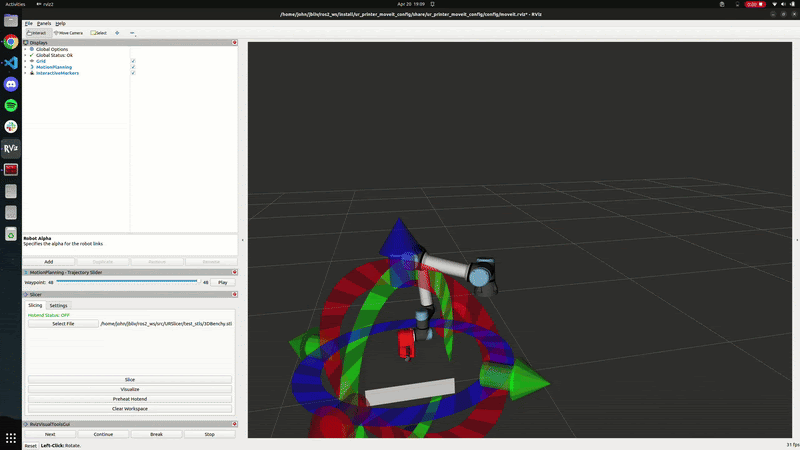 Activities
rviz2
Apr 26 19:08
/home/john/jbliv/ros2_ws/install/ur_printer_moveit_config/share/ur_printer_moveit_config/config/moveit.rviz* - RViz
File Panels Help
Interact Move Camera Select
Displays
Global Options
Global Status: Ok
Grid
MotionPlanning
InteractiveMarkers
Robot Alpha
Specifies the alpha for the robot links
Add Duplicate Remove Rename
MotionPlanning - Trajectory Slider
Waypoint: 48 48 Play
Slicer
Slicing Settings
Hotend Status: OFF
Select File /home/john/jbliv/ros2_ws/src/URSlicer/test_stls/3DBenchy.stl
Slice
Visualize
Preheat Hotend
Clear Workspace
RvizVisualToolsGui
Next Continue Break Stop
Reset Left-Click: Rotate.
31 fps
RViz